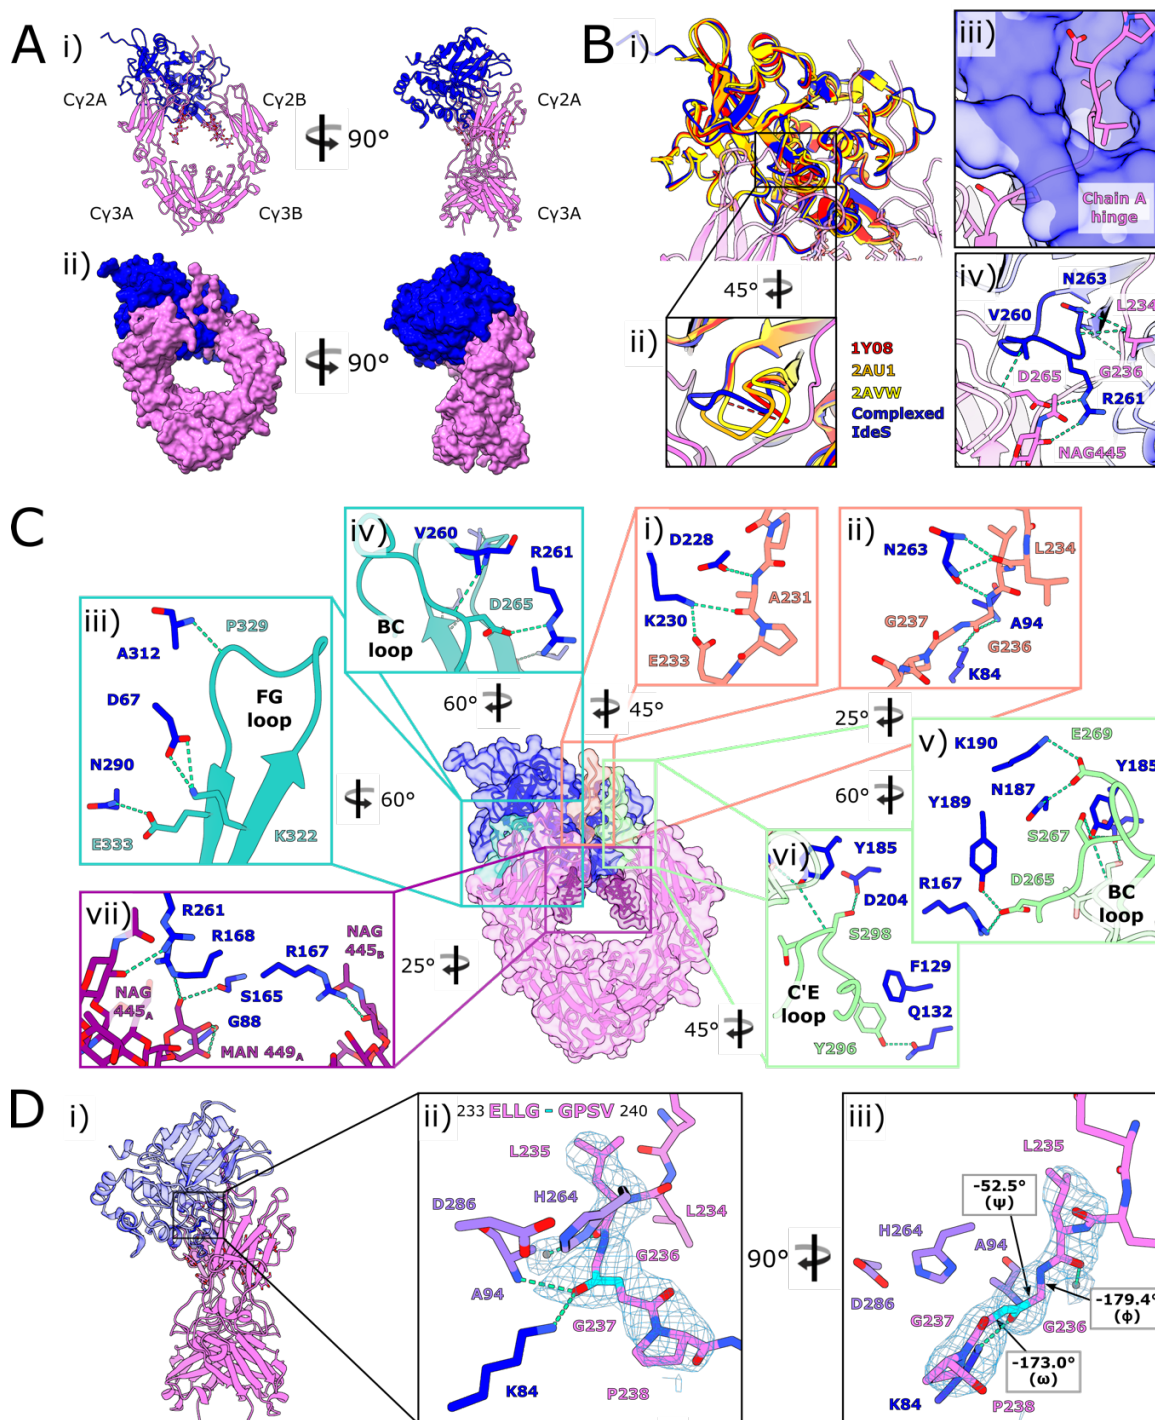 A
i)
Cγ2A
Cγ2B
90°
Cγ2A
Cγ3A
Cγ3B
Cγ3A
ii)
90°
B
i)
45°
ii)
1Y08
2AU1
2AVW
Complexed
IdeS
iii)
Chain A
hinge
iv)
N263
V260
L234
D265
G236
R261
NAG445
C
i)
D228
A231
K230
E233
45°
ii)
N263
L234
G237
A94
G236
K84
25°
iii)
P329
A312
FG
loop
D67
N290
E333
K322
60°
iv)
V260
R261
D265
BC
loop
60°
v)
K190
E269
Y185
N187
Y189
S267
R167
D265
BC
loop
60°
vi)
Y185
D204
S298
F129
C'E
loop
Q132
Y296
45°
vii)
R261
R168
R167
NAG
445B
NAG
445A
S165
G88
MAN 449A
25°
D
i)
ii)
233 ELLG - GPSV 240
L235
D286
H264
L234
G236
A94
G237
K84
P238
90°
iii)
L235
-52.5°
(ψ)
H264
A94
D286
-179.4°
(ϕ)
G237
G236
-173.0°
(ω)
K84
P238